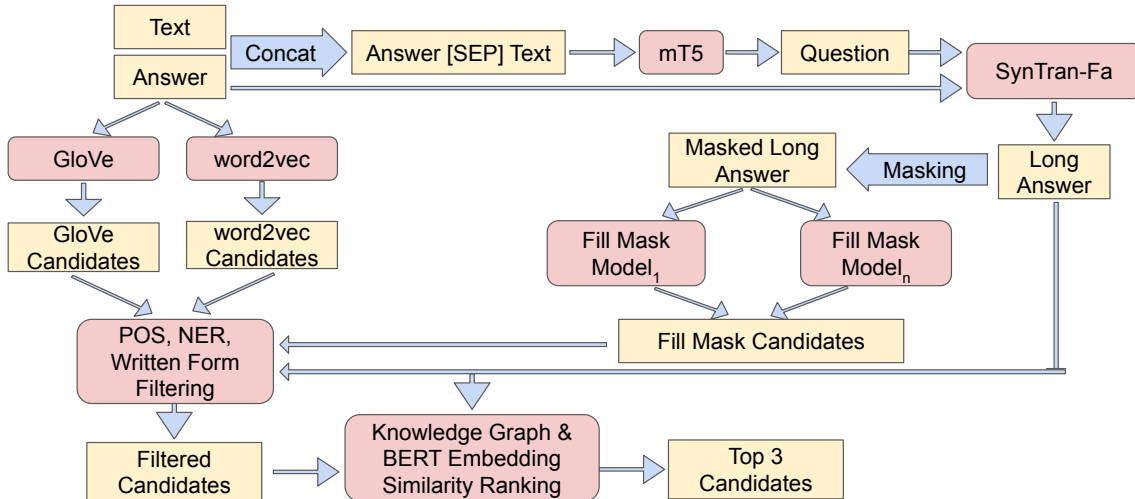 Text
Answer
Concat
Answer [SEP] Text
mT5
Question
SynTran-Fa
GloVe
word2vec
Masked Long
Answer
Masking
Long
Answer
GloVe
Candidates
word2vec
Candidates
Fill Mask
Model1
Fill Mask
Modeln
POS, NER,
Written Form
Filtering
Fill Mask Candidates
Filtered
Candidates
Knowledge Graph &
BERT Embedding
Similarity Ranking
Top 3
Candidates